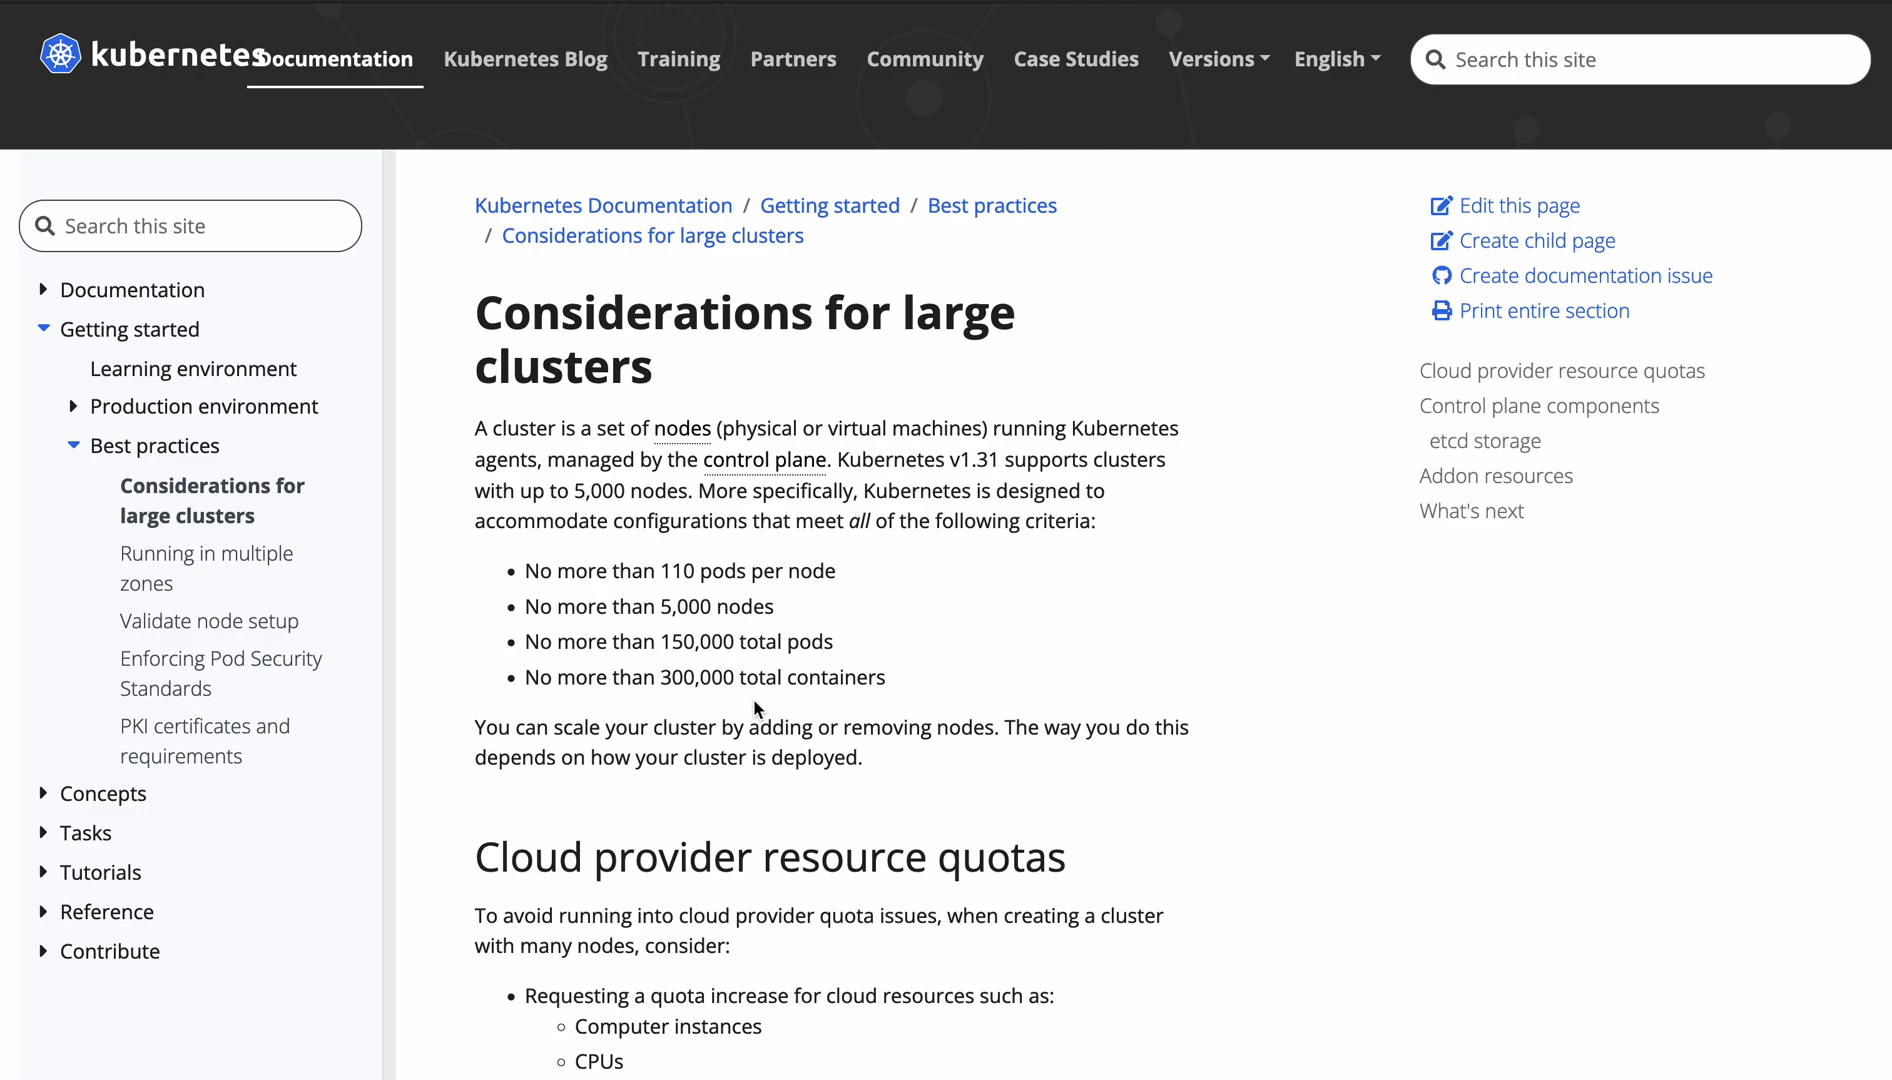 kubernetes
Documentation
Kubernetes Blog
Training
Partners
Community
Case Studies
Versions
English
Search this site
Search this site
Documentation
Getting started
Learning environment
Production environment
Best practices
Considerations for
large clusters
Running in multiple
zones
Validate node setup
Enforcing Pod Security
Standards
PKI certificates and
requirements
Concepts
Tasks
Tutorials
Reference
Contribute
Kubernetes Documentation / Getting started / Best practices
/ Considerations for large clusters
Considerations for large
clusters
A cluster is a set of nodes (physical or virtual machines) running Kubernetes
agents, managed by the control plane. Kubernetes v1.31 supports clusters
with up to 5,000 nodes. More specifically, Kubernetes is designed to
accommodate configurations that meet all of the following criteria:
• No more than 110 pods per node
• No more than 5,000 nodes
• No more than 150,000 total pods
• No more than 300,000 total containers
You can scale your cluster by adding or removing nodes. The way you do this
depends on how your cluster is deployed.
Cloud provider resource quotas
To avoid running into cloud provider quota issues, when creating a cluster
with many nodes, consider:
• Requesting a quota increase for cloud resources such as:
◦ Computer instances
◦ CPUs
Edit this page
Create child page
Create documentation issue
Print entire section
Cloud provider resource quotas
Control plane components
etcd storage
Addon resources
What's next